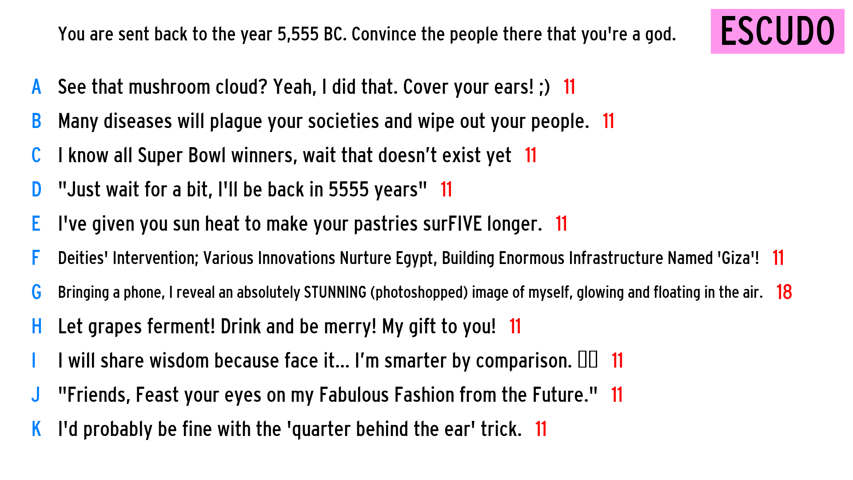 You are sent back to the year 5,555 BC. Convince the people there that you're a god.
ESCUDO
A See that mushroom cloud? Yeah, I did that. Cover your ears! ;) 11
B Many diseases will plague your societies and wipe out your people. 11
C I know all Super Bowl winners, wait that doesn’t exist yet 11
D "Just wait for a bit, I'll be back in 5555 years" 11
E I've given you sun heat to make your pastries surFIVE longer. 11
F Deities' Intervention; Various Innovations Nurture Egypt, Building Enormous Infrastructure Named 'Giza'! 11
G Bringing a phone, I reveal an absolutely STUNNING (photoshopped) image of myself, glowing and floating in the air. 18
H Let grapes ferment! Drink and be merry! My gift to you! 11
I I will share wisdom because face it... I’m smarter by comparison. 11
J "Friends, Feast your eyes on my Fabulous Fashion from the Future." 11
K I'd probably be fine with the 'quarter behind the ear' trick. 11